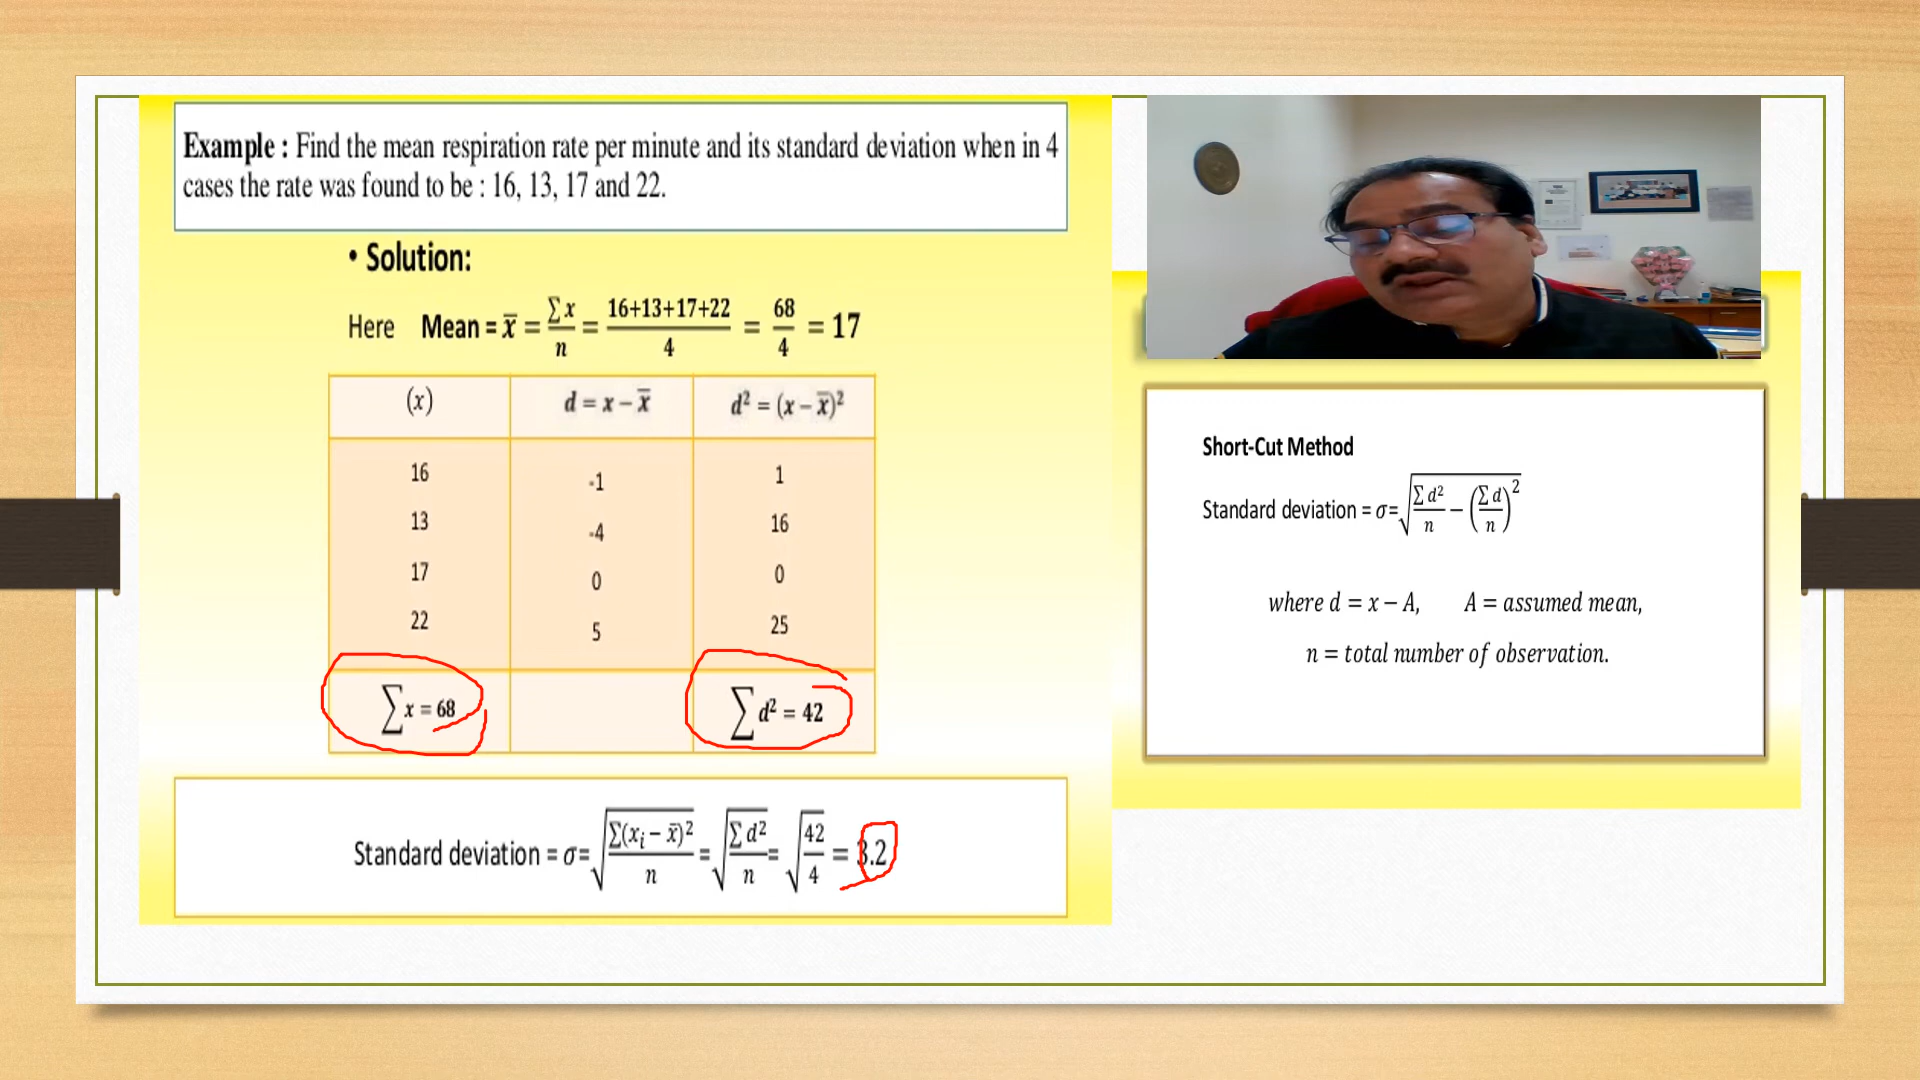 Example : Find the mean respiration rate per minute and its standard deviation when in 4
cases the rate was found to be : 16, 13, 17 and 22.
• Solution:
Here Mean = x̅ = ∑x/n = (16+13+17+22)/4 = 68/4 = 17
(x) d = x − x̅ d² = (x − x̅)²
16 -1 1
13 -4 16
17 0 0
22 5 25
∑x = 68 ∑d² = 42
Standard deviation = σ = √(∑(xᵢ − x̅)²/n) = √(∑d²/n) = √(42/4) = 3.2
Short-Cut Method
Standard deviation = σ = √(∑d²/n − (∑d/n)²)
where d = x − A, A = assumed mean,
n = total number of observation.